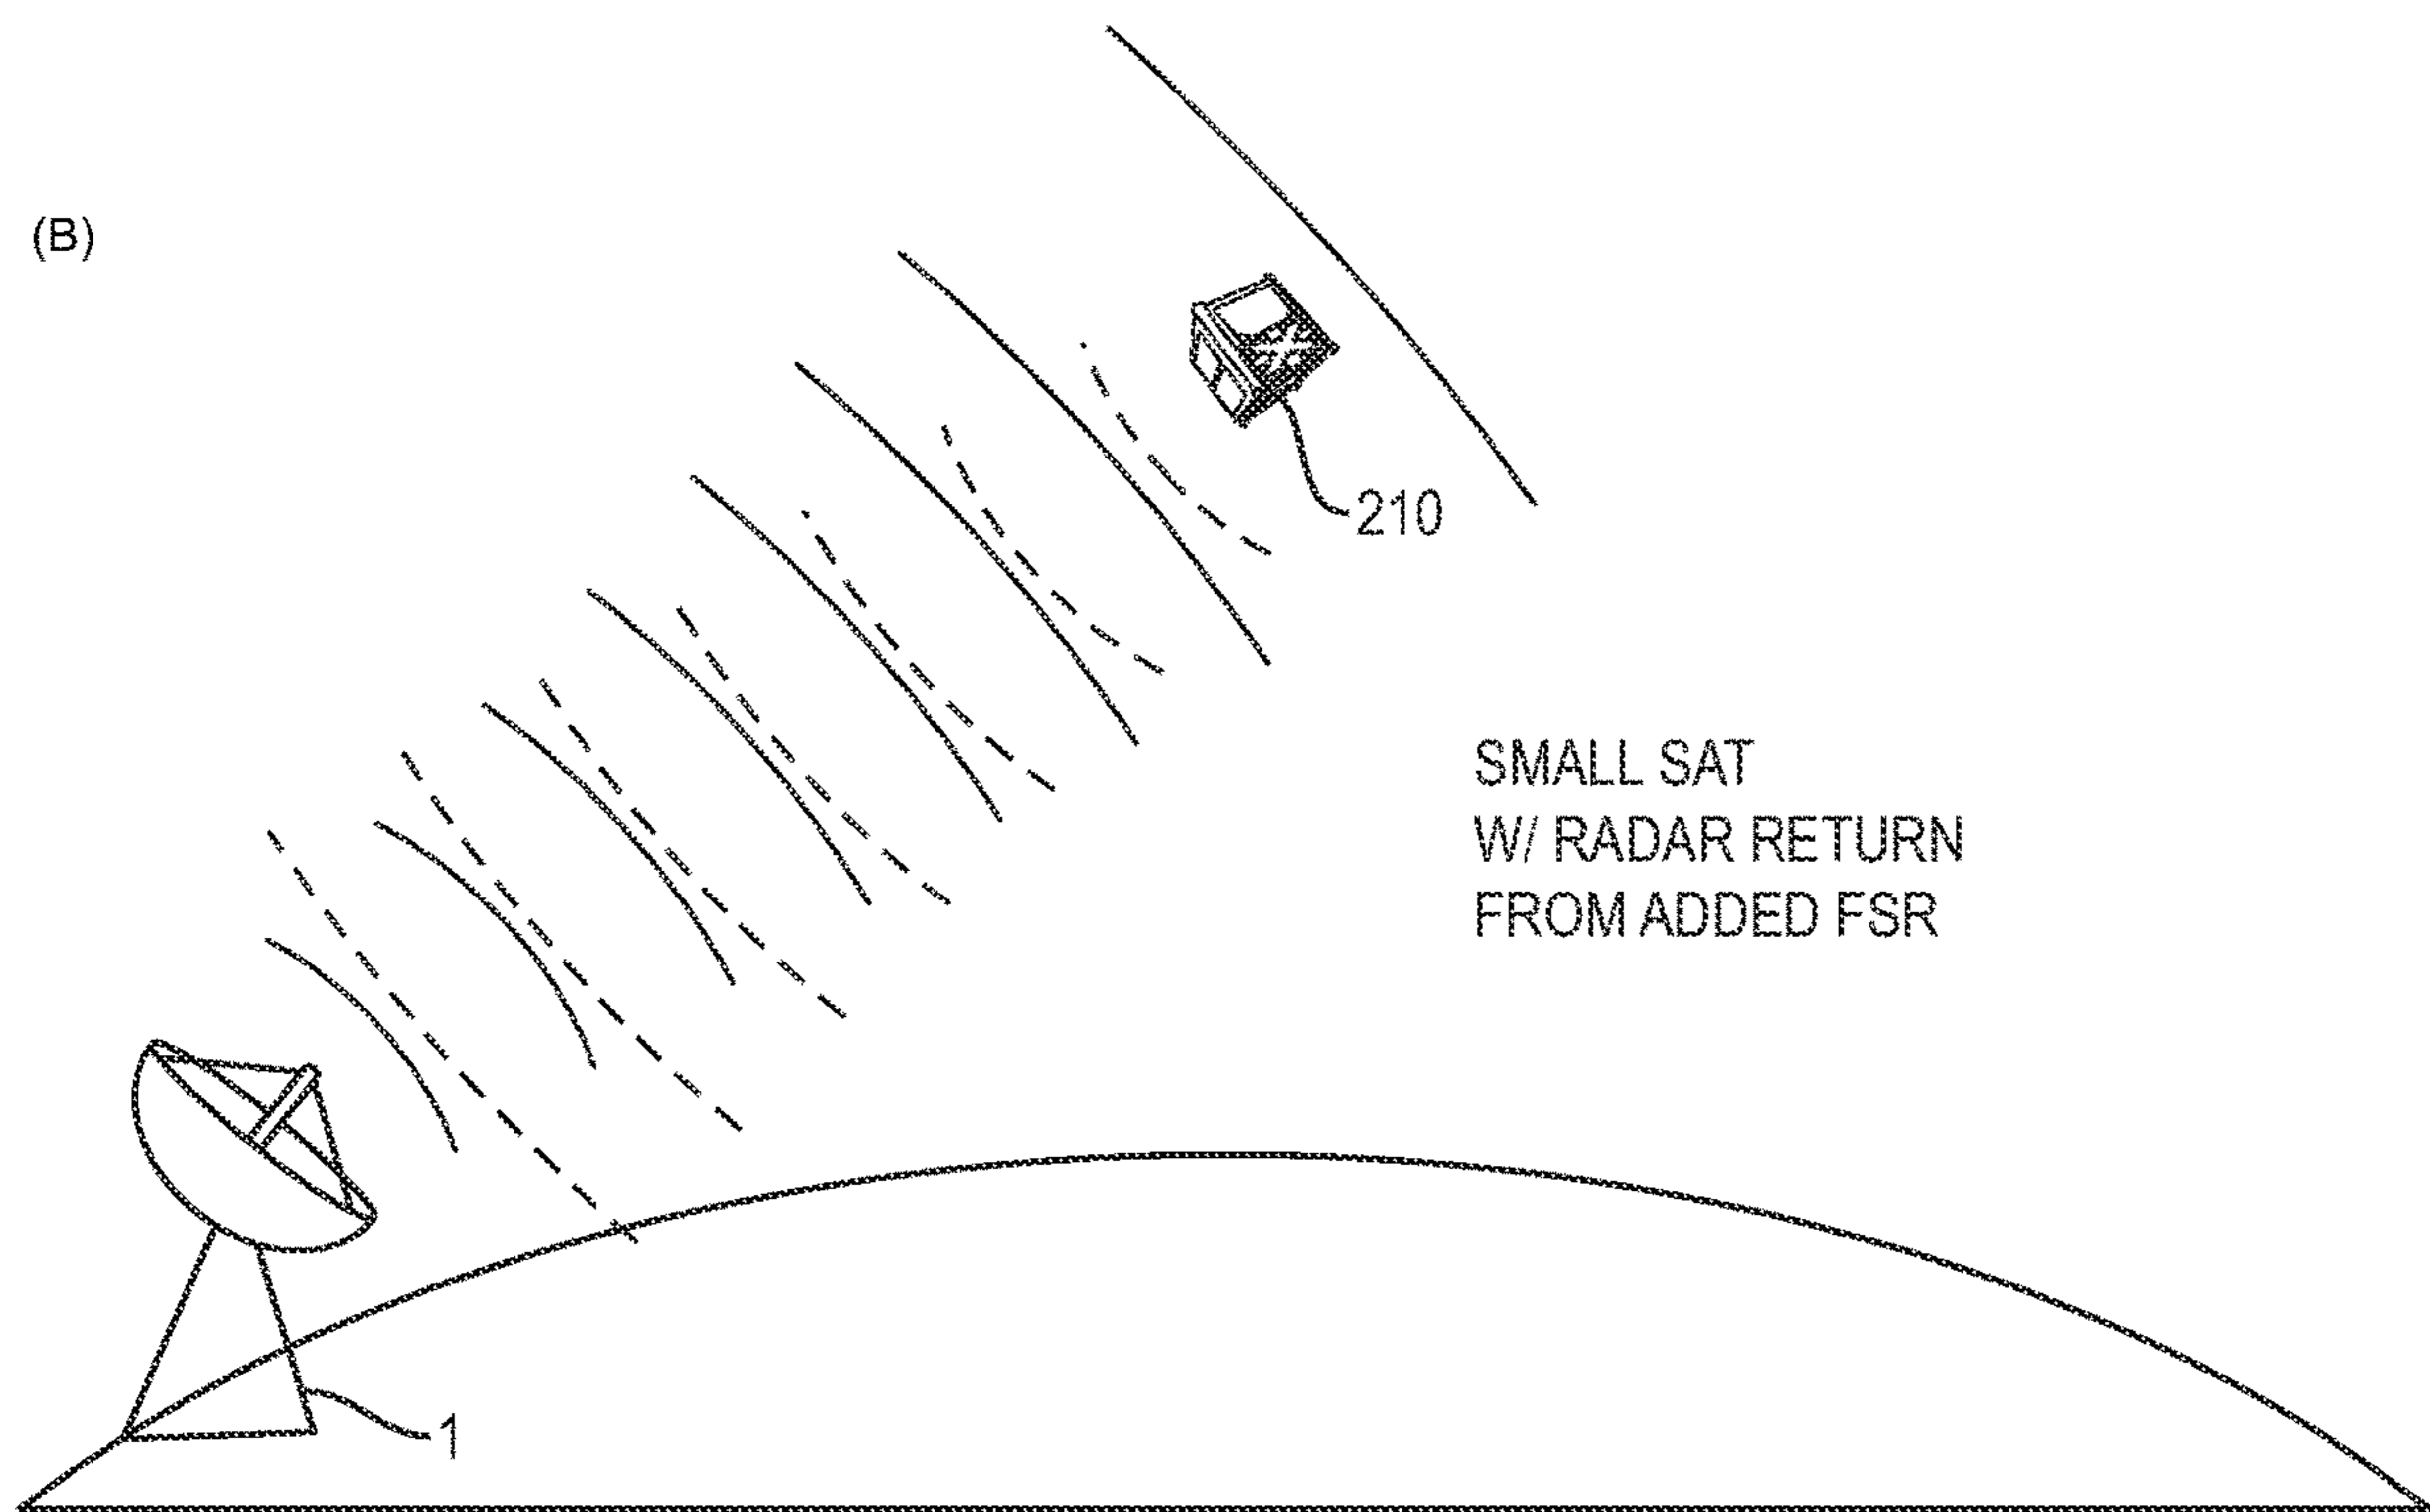 (B)
210
SMALL SAT
W/ RADAR RETURN
FROM ADDED FSR
1